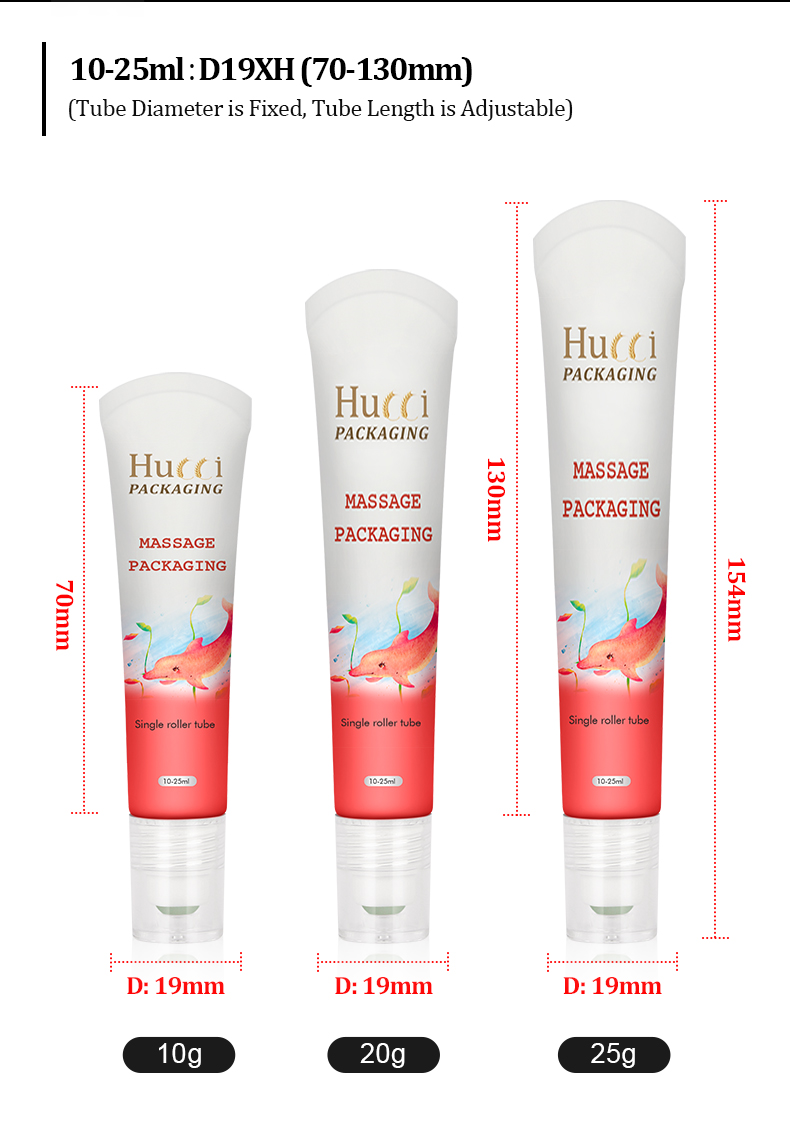 10-25ml : D19XH (70-130mm)
(Tube Diameter is Fixed, Tube Length is Adjustable)
Hucci
PACKAGING
MASSAGE
PACKAGING
Single roller tube
10-25ml
70mm
D: 19mm
10g
Hucci
PACKAGING
MASSAGE
PACKAGING
Single roller tube
10-25ml
D: 19mm
20g
Hucci
PACKAGING
MASSAGE
PACKAGING
Single roller tube
10-25ml
130mm
154mm
D: 19mm
25g